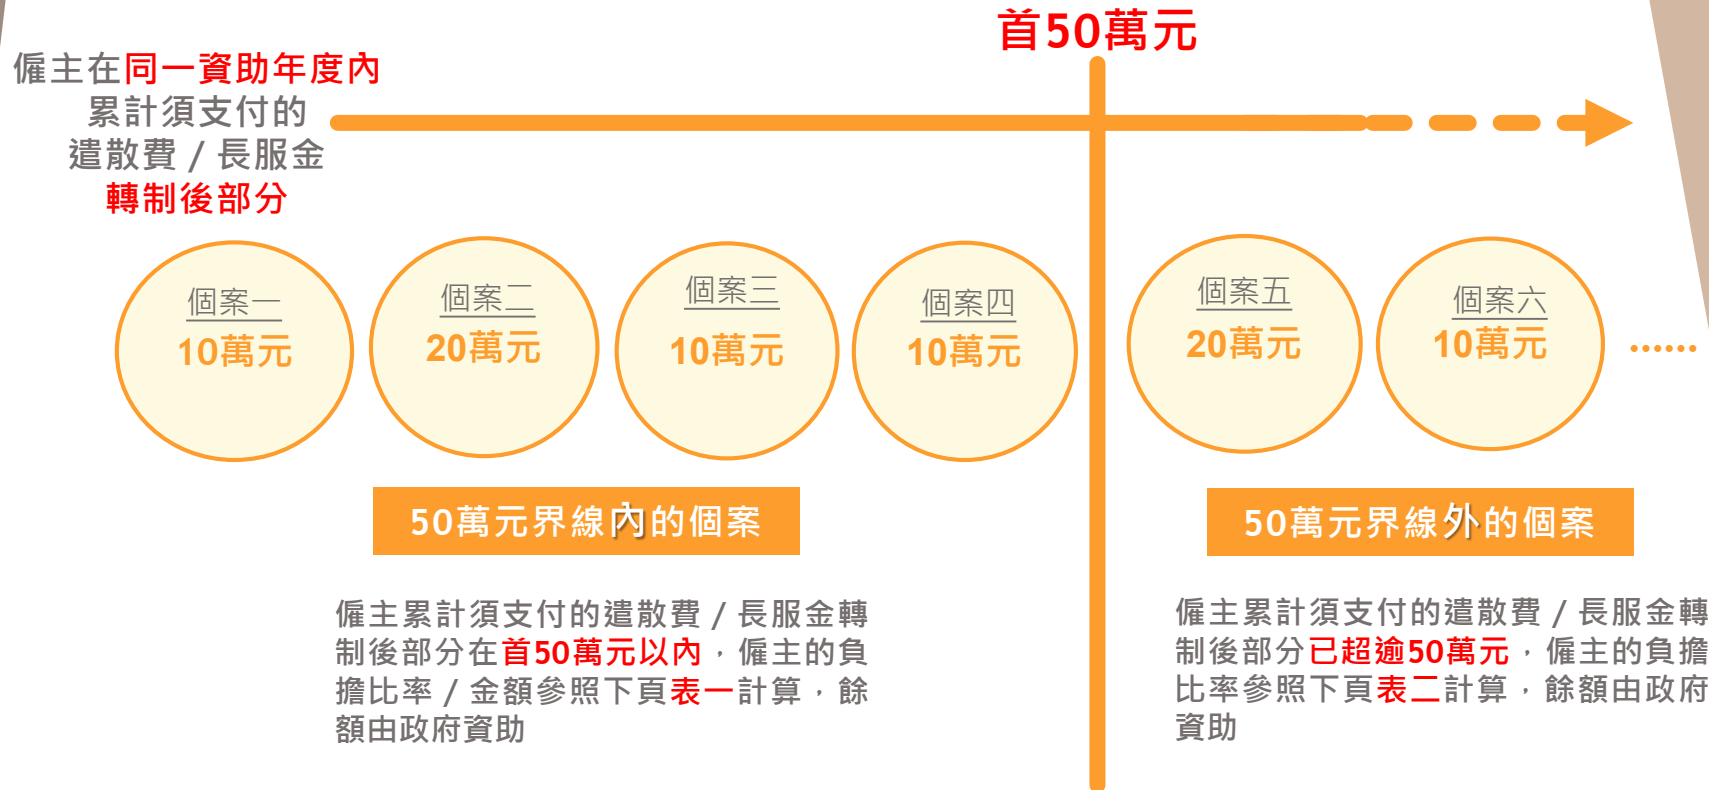 首50萬元
僱主在同一資助年度內
累計須支付的
遣散費 / 長服金
轉制後部分
個案一
10萬元
個案二
20萬元
個案三
10萬元
個案四
10萬元
個案五
20萬元
個案六
10萬元
......
50萬元界線內的個案
僱主累計須支付的遣散費 / 長服金轉
制後部分在首50萬元以內，僱主的負
擔比率 / 金額參照下頁表一計算，餘
額由政府資助
50萬元界線外的個案
僱主累計須支付的遣散費 / 長服金轉
制後部分已超逾50萬元，僱主的負擔
比率參照下頁表二計算，餘額由政府
資助